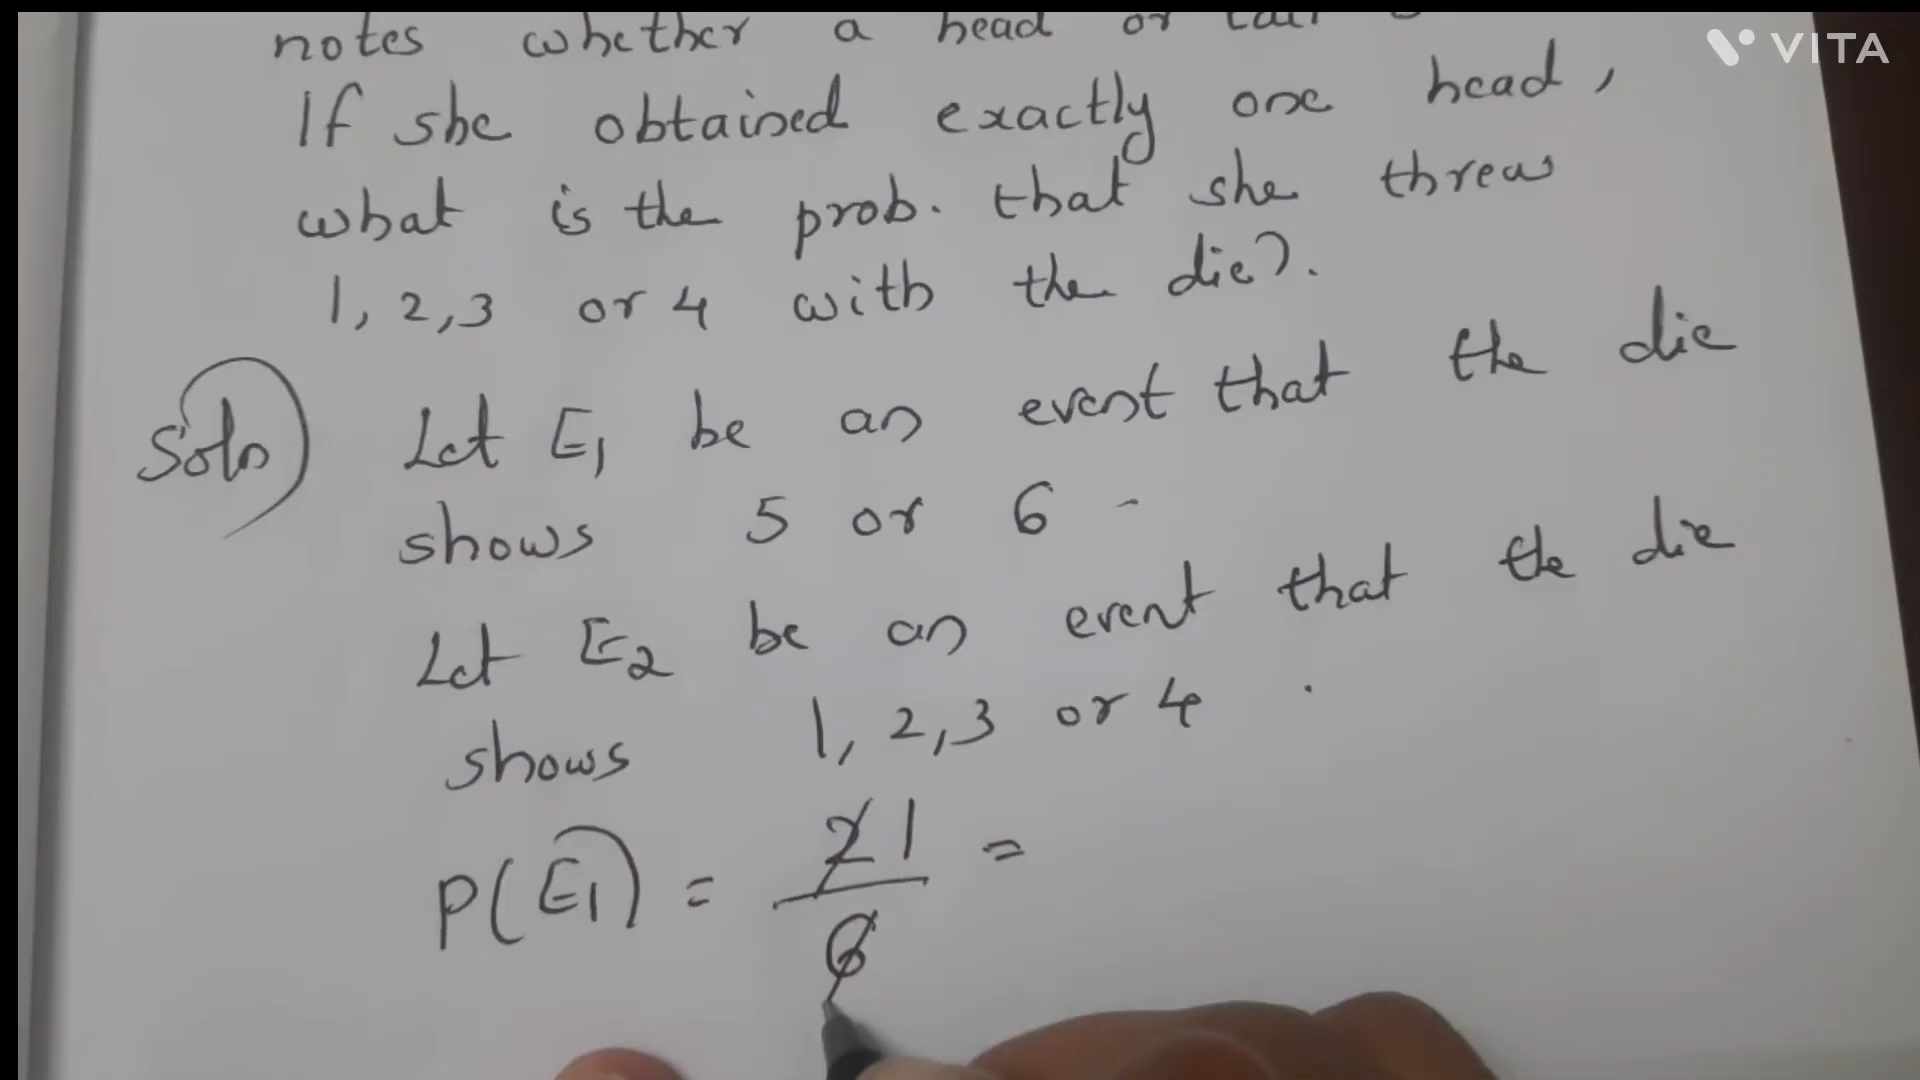 notes whether a head or tail
VITA
If she obtained exactly one head,
what is the prob. that she threw
1, 2, 3 or 4 with the die?.
Soln Let E1 be an event that the die
shows 5 or 6 -
Let E2 be an event that the die
shows 1, 2, 3 or 4 .
P(E1) = 2 1 =
6